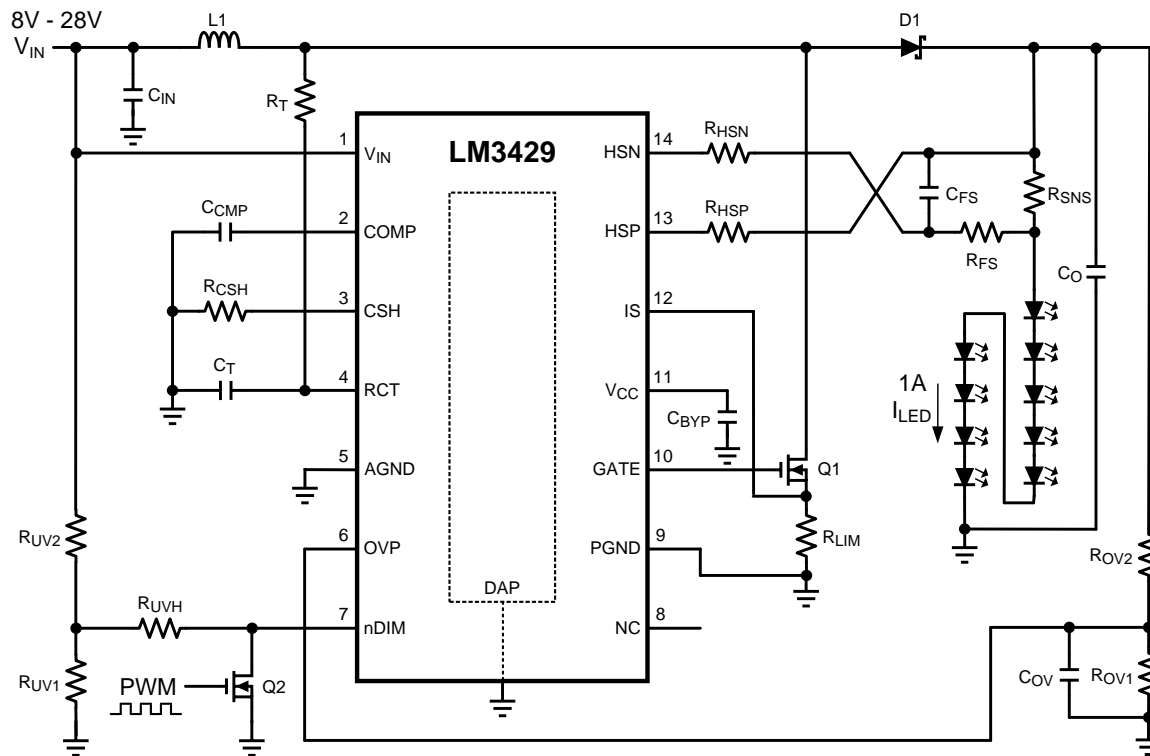 8V - 28V
VIN
L1
D1
CIN
RT
LM3429
1
VIN
HSN
14
RHSN
CFS
RSNS
CCMP
2
COMP
HSP
13
RHSP
RFS
CO
RCSH
3
CSH
IS
12
CT
4
RCT
VCC
11
CBYP
1A
ILED
5
AGND
GATE
10
Q1
RUV2
6
OVP
PGND
9
RLIM
ROV2
DAP
RUVH
7
nDIM
NC
8
RUV1
PWM
Q2
COV
ROV1